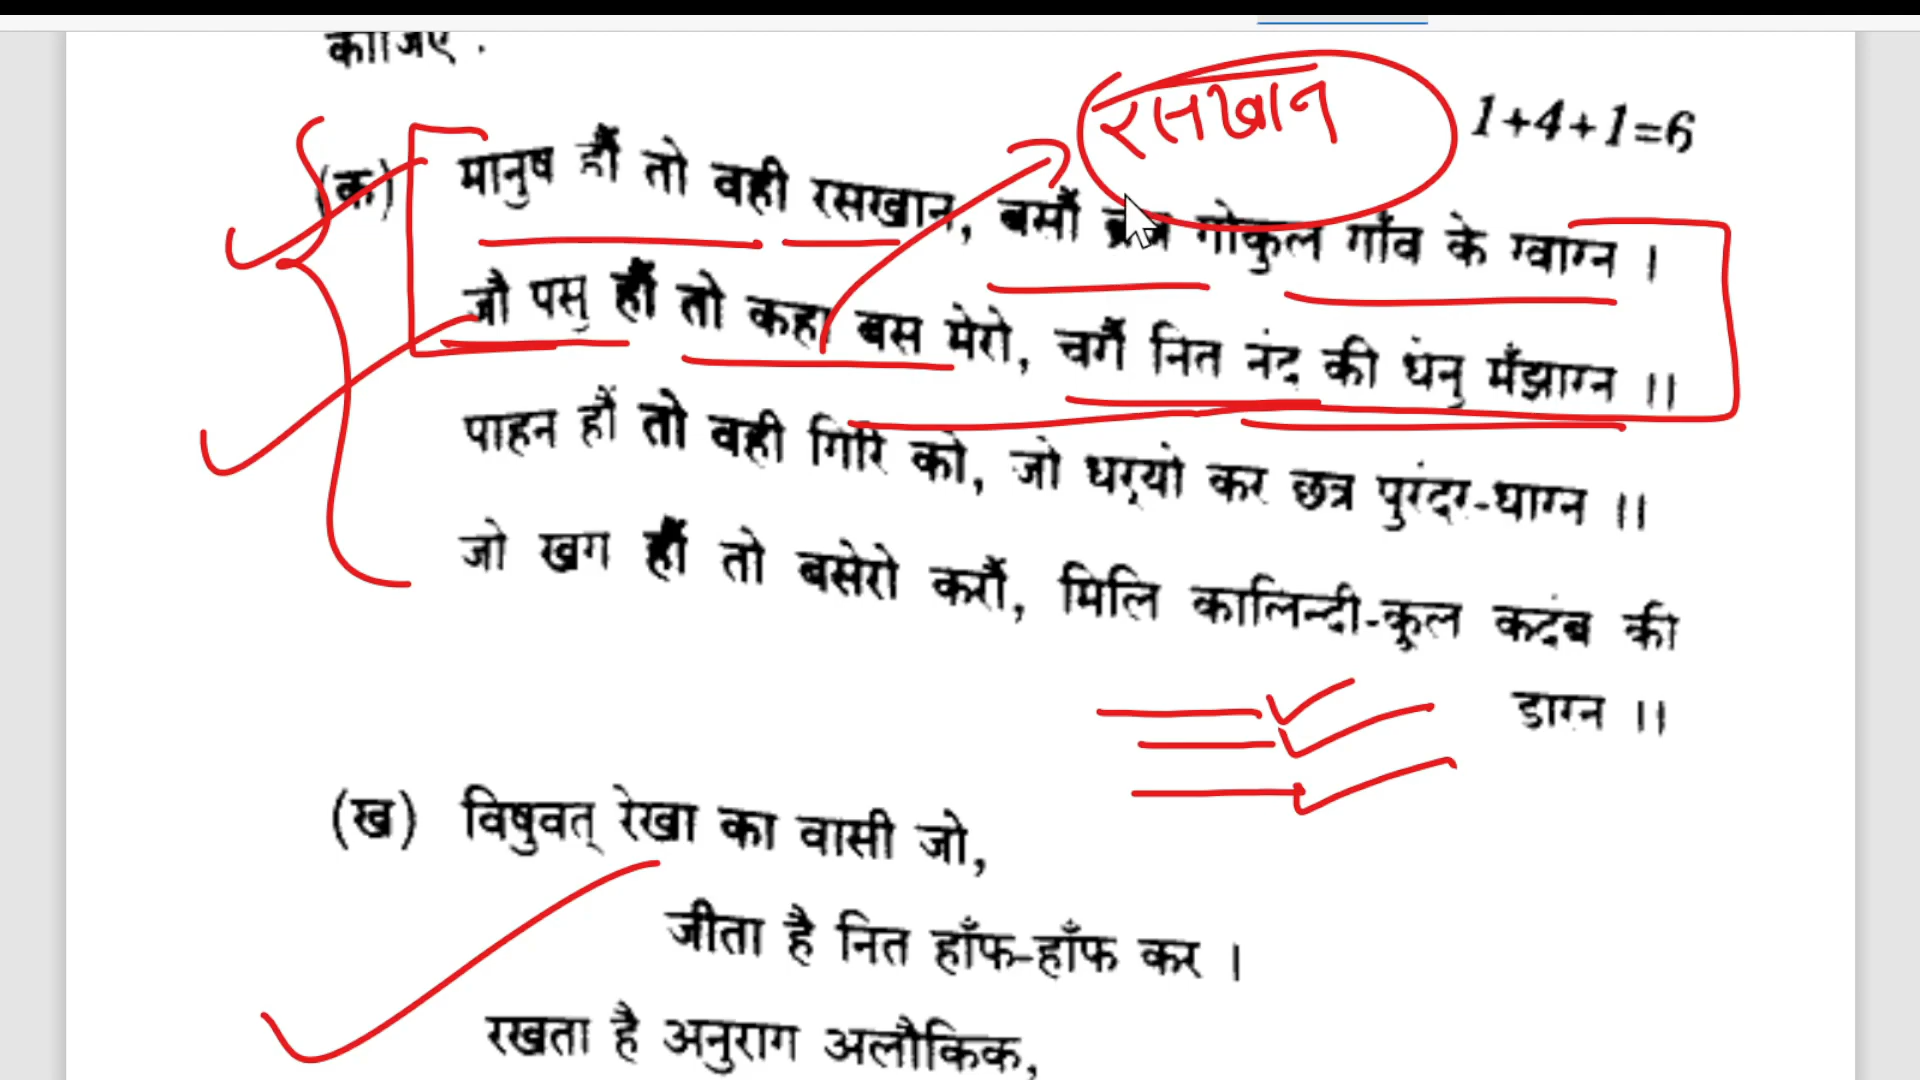 कीजिए :
रसखान
1+4+1=6
(क) मानुष हौं तो वही रसखान, बसौं ब्रज गोकुल गाँव के ग्वारन ।
जौ पसु हौं तो कहा बस मेरो, चरौं नित नंद की धेनु मँझारन ।।
पाहन हौं तो वही गिरि को, जो धर्‌यो कर छत्र पुरंदर-धारन ।।
जो खग हौं तो बसेरो करौं, मिलि कालिन्दी-कूल कदंब की
डारन ।।
(ख) विषुवत् रेखा का वासी जो,
जीता है नित हाँफ-हाँफ कर ।
रखता है अनुराग अलौकिक,